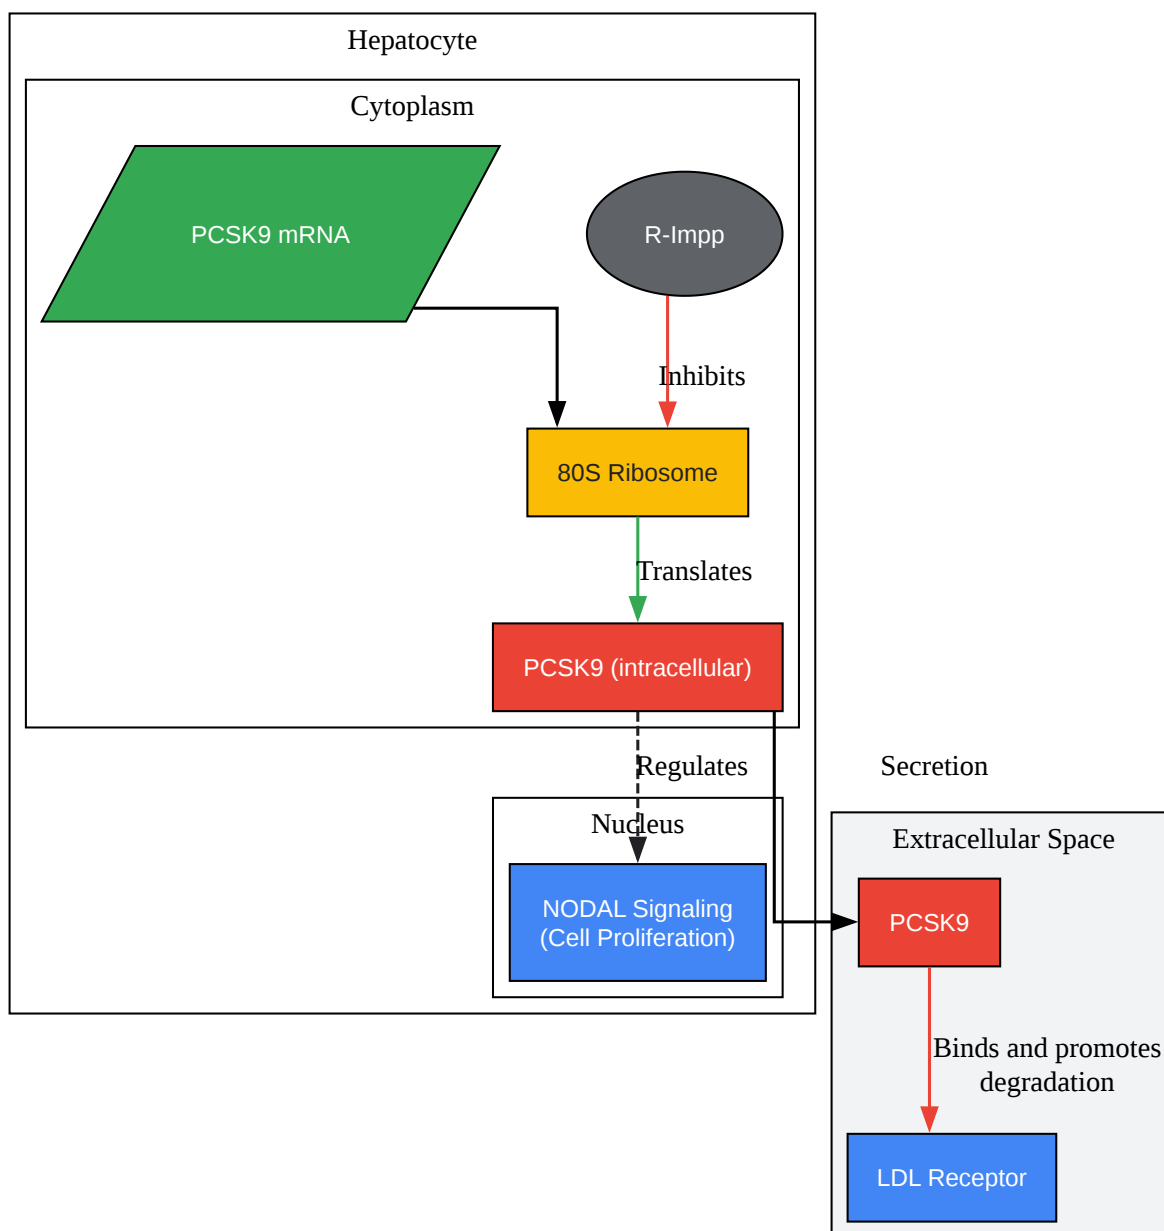 Hepatocyte
Cytoplasm
PCSK9 mRNA
R-Impp
Inhibits
80S Ribosome
Translates
PCSK9 (intracellular)
Regulates
Secretion
Nucleus
Extracellular Space
NODAL Signaling
(Cell Proliferation)
PCSK9
Binds and promotes
degradation
LDL Receptor